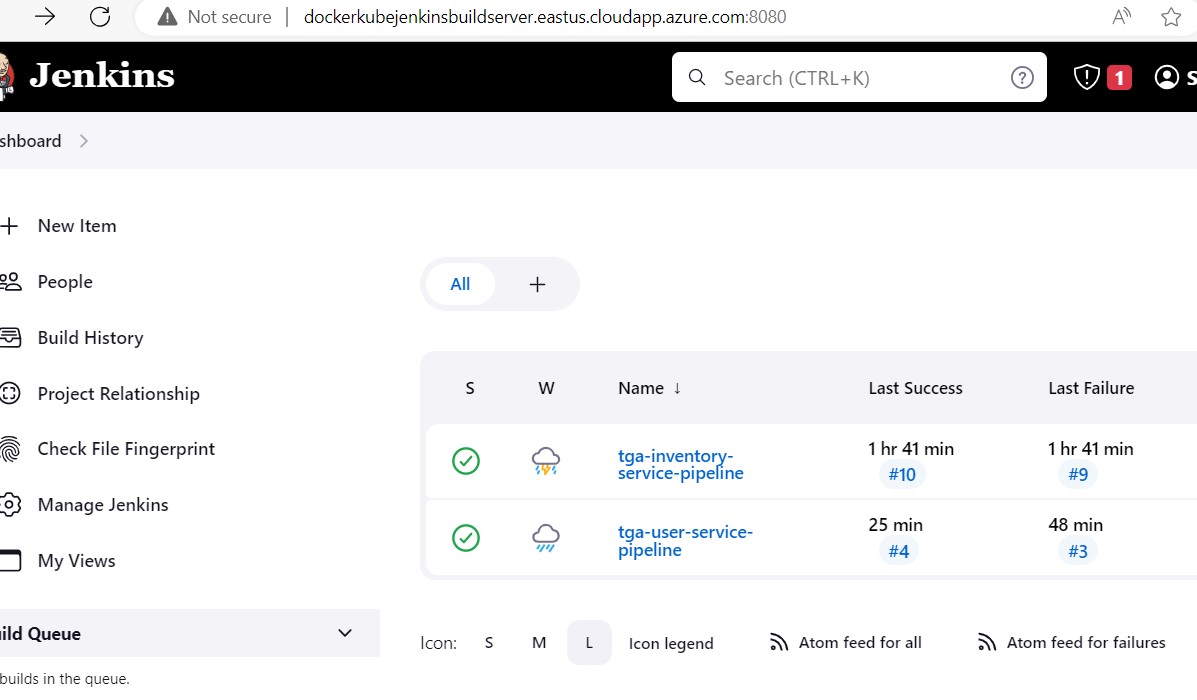 Not secure | dockerkubejenkinsbuildserver.eastus.cloudapp.azure.com:8080
Jenkins
Search (CTRL+K)
1
S
shboard
New Item
People
Build History
Project Relationship
Check File Fingerprint
Manage Jenkins
My Views
ild Queue
builds in the queue.
All +
S W Name ↓ Last Success Last Failure
tga-inventory-
service-pipeline
1 hr 41 min
#10
1 hr 41 min
#9
tga-user-service-
pipeline
25 min
#4
48 min
#3
Icon: S M L Icon legend Atom feed for all Atom feed for failures